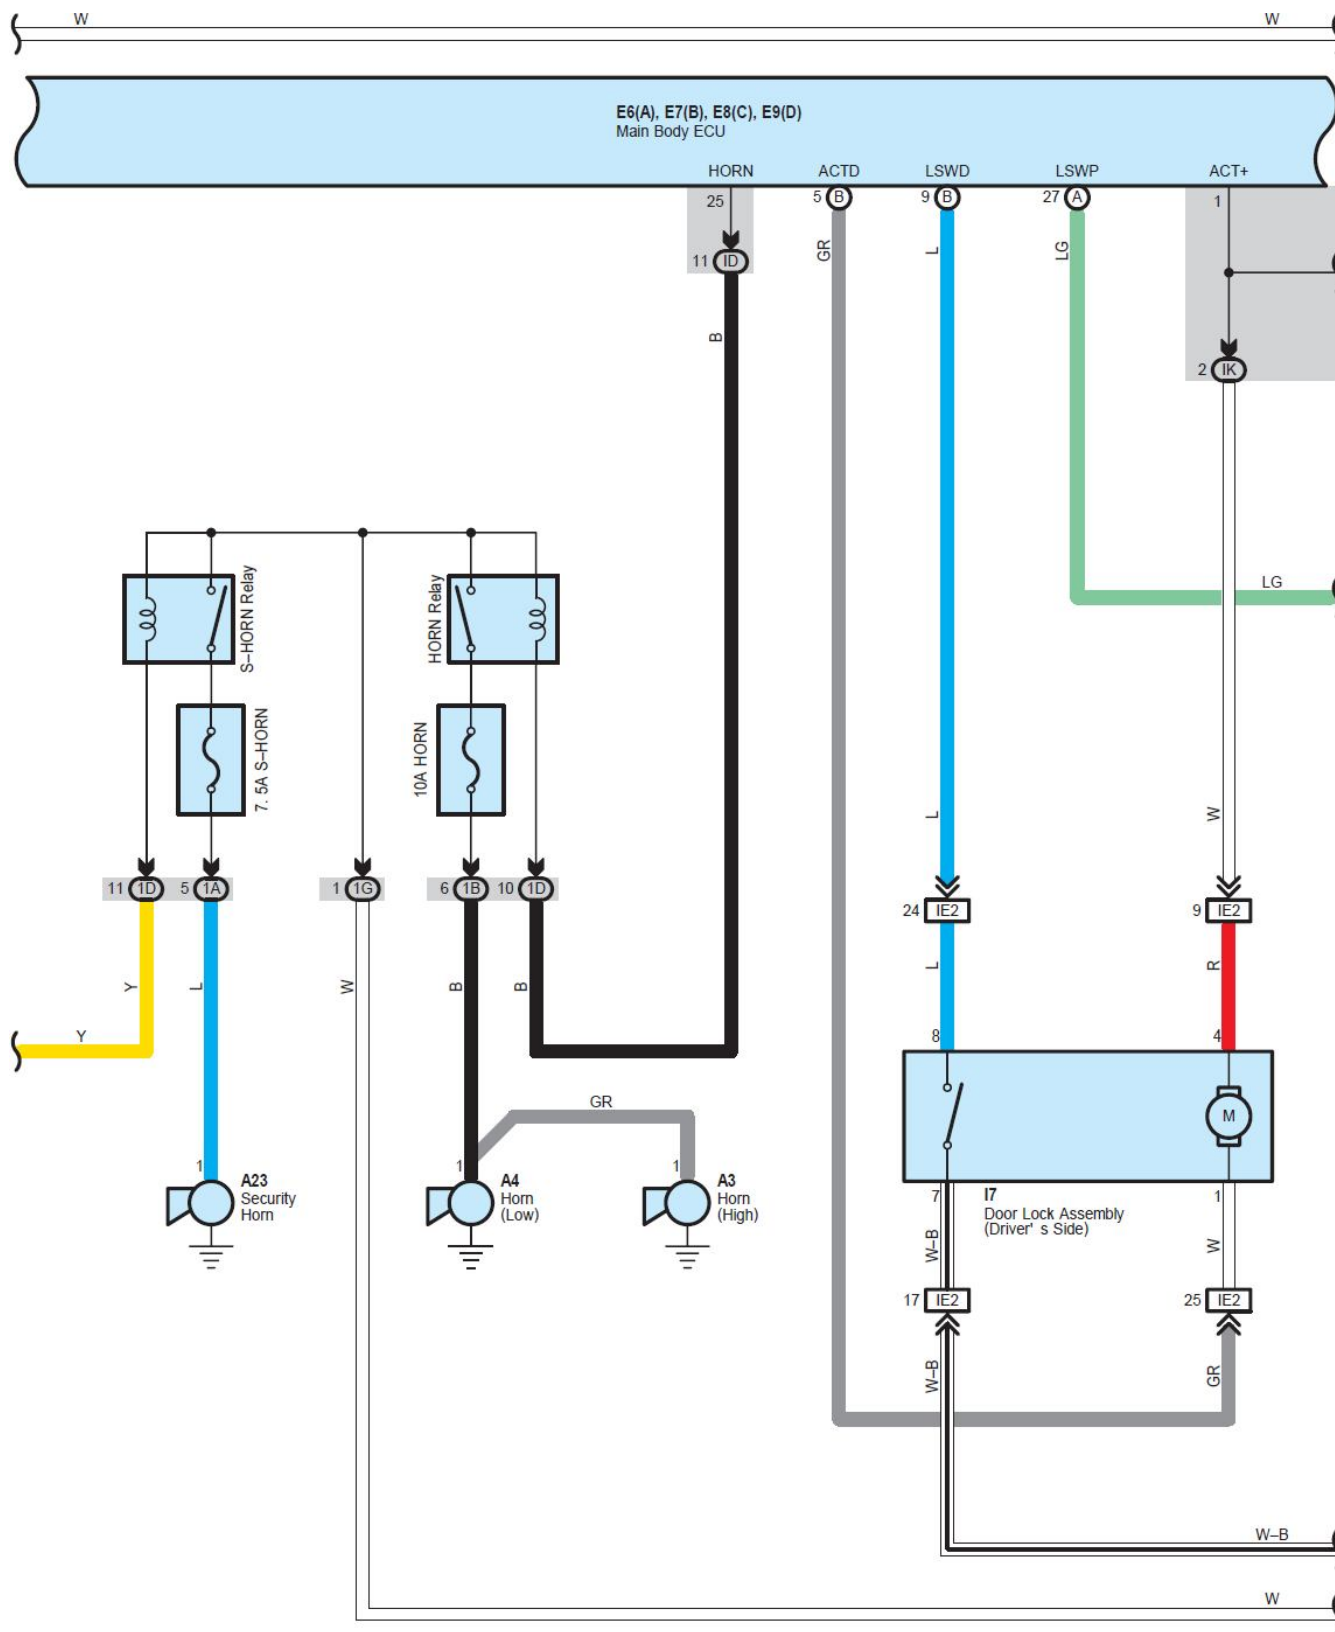 W
W
E6(A), E7(B), E8(C), E9(D)
Main Body ECU
HORN
ACTD
LSWD
LSWP
ACT+
25
5 B
9 B
27 A
1
GR
L
LG
11 ID
B
2 IK
LG
S-HORN Relay
HORN Relay
7. 5A S-HORN
10A HORN
L
W
11 1D
5 1A
1 1G
6 1B
10 1D
24 IE2
9 IE2
Y
L
W
B
B
L
R
Y
8
4
GR
M
1
A23
Security
Horn
1
A4
Horn
(Low)
1
A3
Horn
(High)
7
I7
Door Lock Assembly
(Driver' s Side)
1
W-B
W
17 IE2
25 IE2
W-B
GR
W-B
W